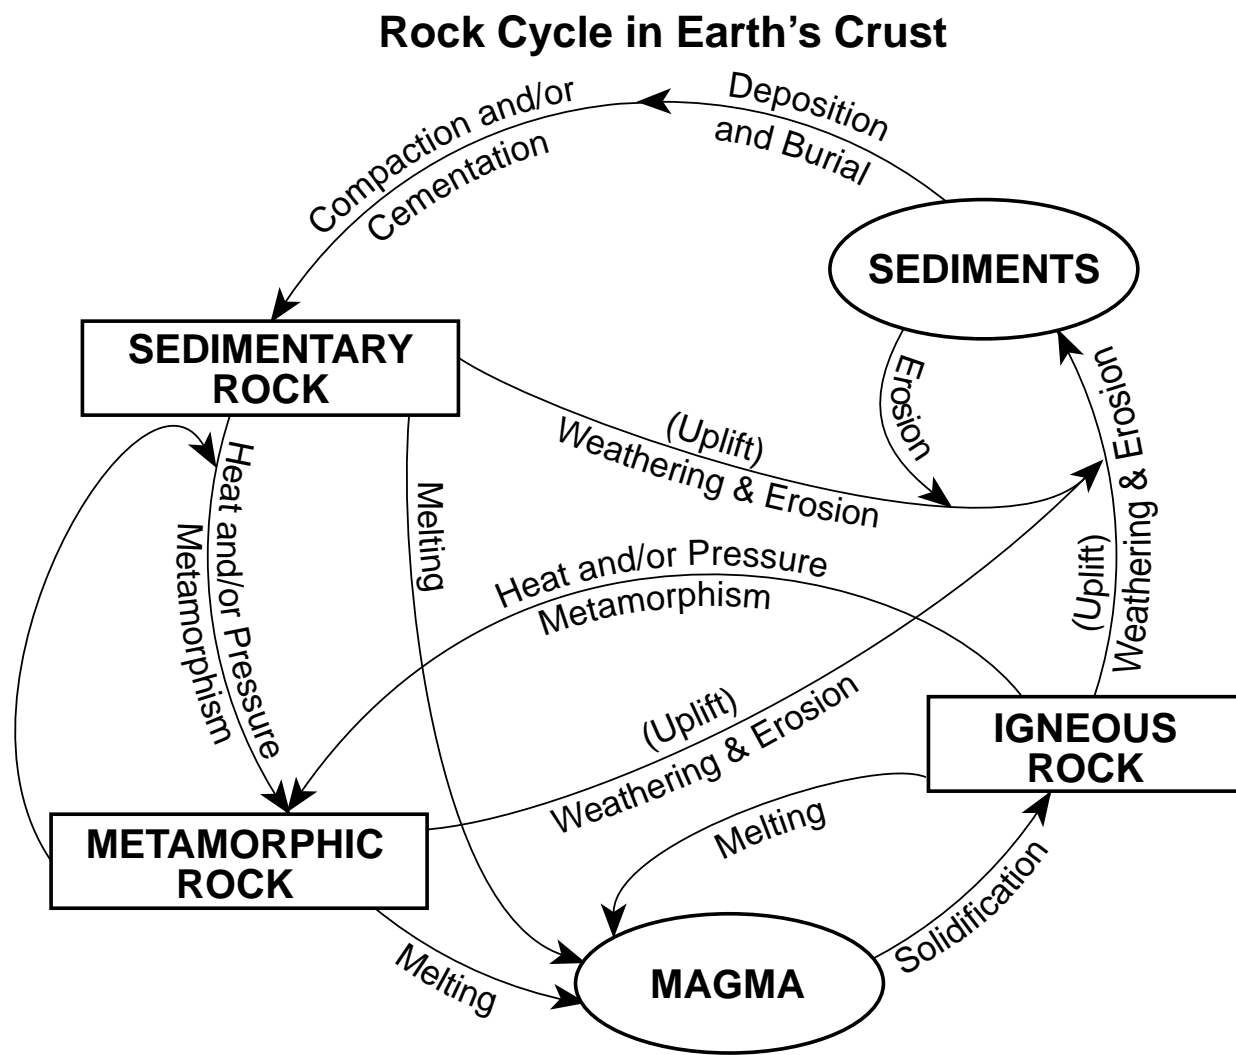 Rock Cycle in Earth’s Crust
Deposition
and Burial
Compaction and/or
Cementation
SEDIMENTS
SEDIMENTARY
ROCK
Erosion
(Uplift)
Weathering & Erosion
(Uplift)
Weathering & Erosion
Heat and/or Pressure
Metamorphism
Melting
Heat and/or Pressure
Metamorphism
(Uplift)
Weathering & Erosion
IGNEOUS
ROCK
METAMORPHIC
ROCK
Melting
Solidification
Melting
MAGMA